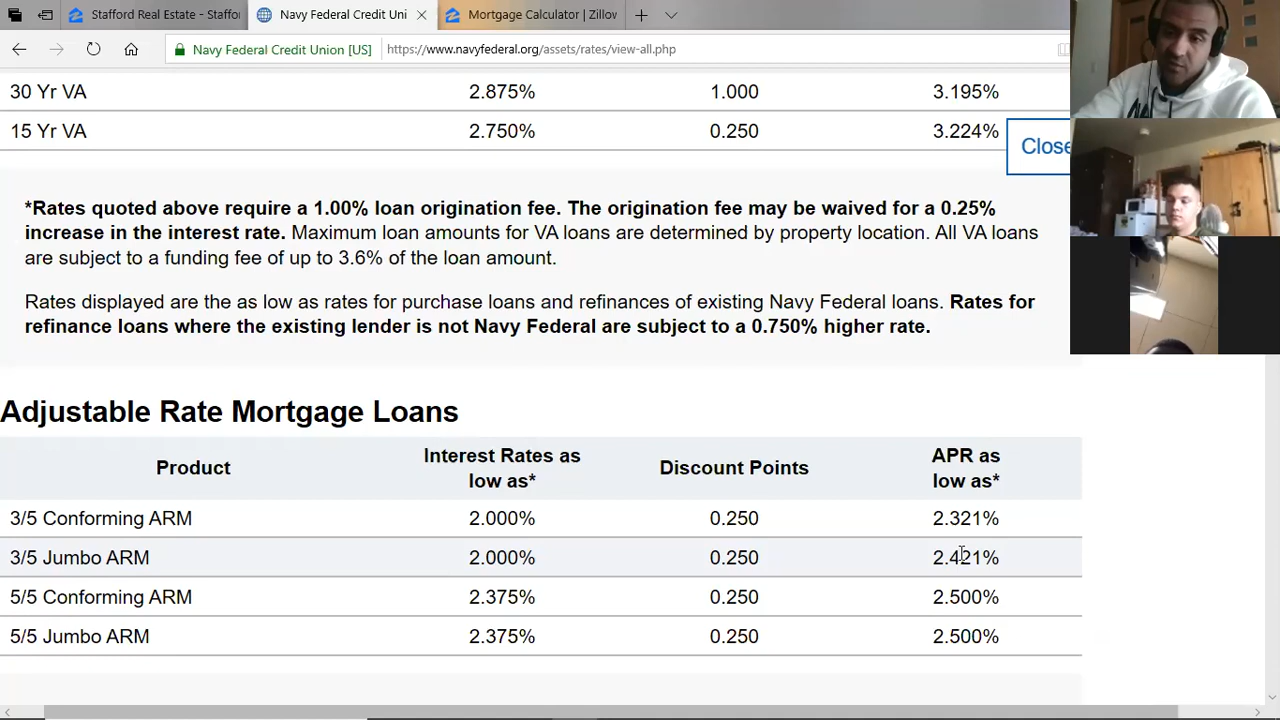 Stafford Real Estate - Staffor
Navy Federal Credit Uni
Mortgage Calculator | Zillow
Navy Federal Credit Union [US]
https://www.navyfederal.org/assets/rates/view-all.php
30 Yr VA 2.875% 1.000 3.195%
15 Yr VA 2.750% 0.250 3.224%
Close
*Rates quoted above require a 1.00% loan origination fee. The origination fee may be waived for a 0.25%
increase in the interest rate. Maximum loan amounts for VA loans are determined by property location. All VA loans
are subject to a funding fee of up to 3.6% of the loan amount.
Rates displayed are the as low as rates for purchase loans and refinances of existing Navy Federal loans. Rates for
refinance loans where the existing lender is not Navy Federal are subject to a 0.750% higher rate.
Adjustable Rate Mortgage Loans
Product Interest Rates as low as* Discount Points APR as low as*
3/5 Conforming ARM 2.000% 0.250 2.321%
3/5 Jumbo ARM 2.000% 0.250 2.421%
5/5 Conforming ARM 2.375% 0.250 2.500%
5/5 Jumbo ARM 2.375% 0.250 2.500%